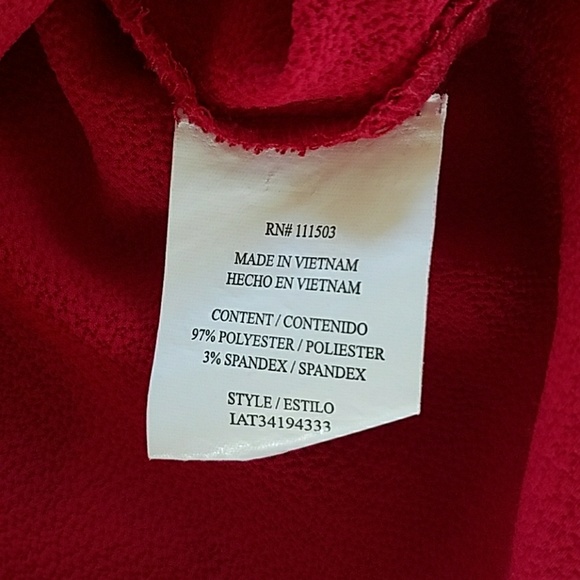 RN# 111503
MADE IN VIETNAM
HECHO EN VIETNAM
CONTENT / CONTENIDO
97% POLYESTER / POLIESTER
3% SPANDEX / SPANDEX
STYLE / ESTILO
IAT34194333